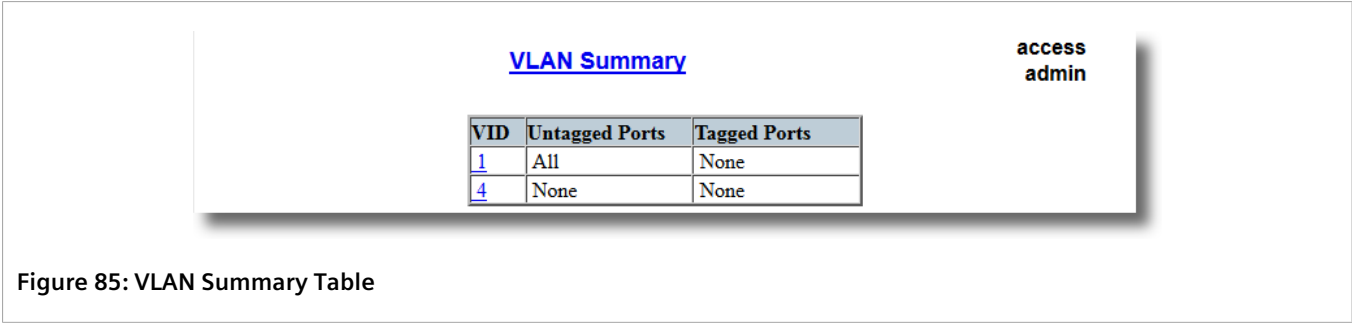 VLAN Summary
access
admin
VID Untagged Ports Tagged Ports
1 All None
4 None None
Figure 85: VLAN Summary Table